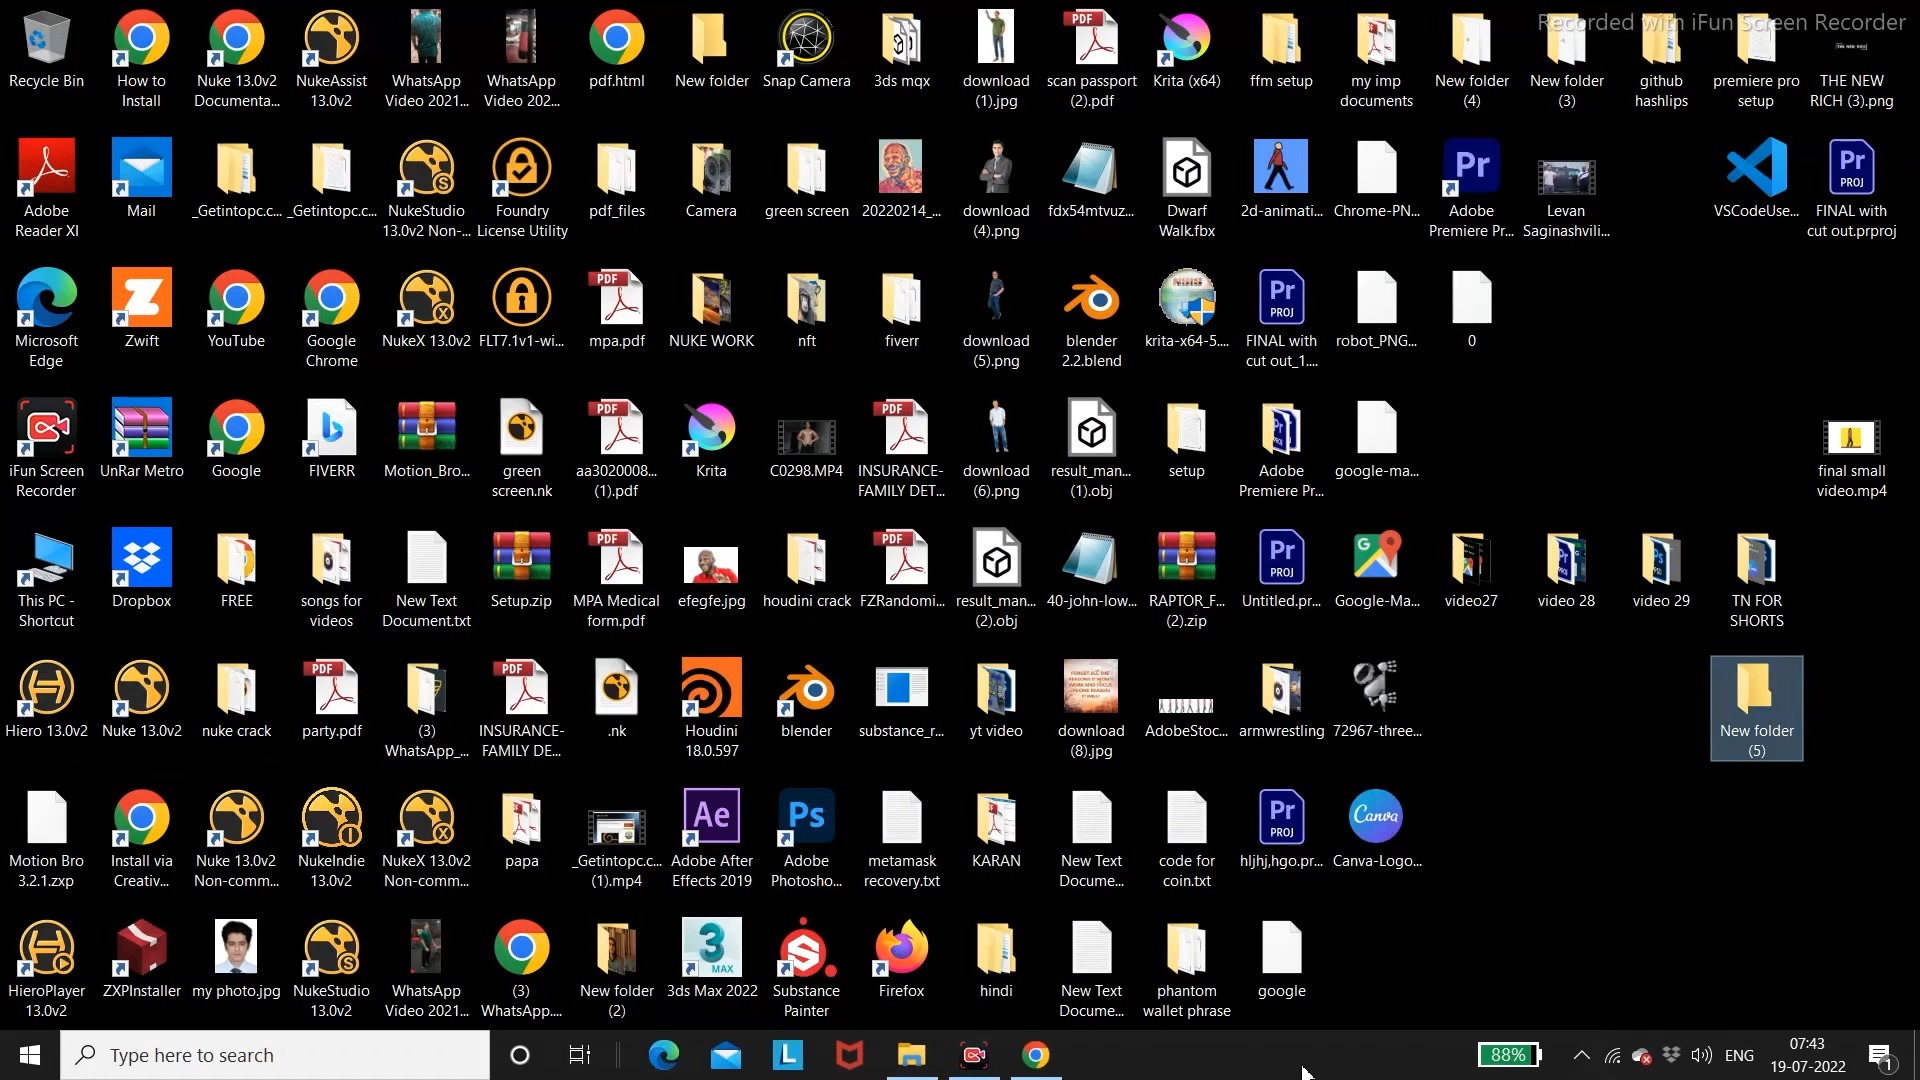 Recorded with iFun Screen Recorder
Recycle Bin
How to
Install
Nuke 13.0v2
Documenta...
NukeAssist
13.0v2
WhatsApp
Video 2021...
WhatsApp
Video 202...
pdf.html
New folder
Snap Camera
3ds mqx
download
(1).jpg
scan passport
(2).pdf
Krita (x64)
ffm setup
my imp
documents
New folder
(4)
New folder
(3)
github
hashlips
premiere pro
setup
THE NEW
RICH (3).png
Adobe
Reader XI
Mail
_Getintopc.c...
_Getintopc.c...
NukeStudio
13.0v2 Non-...
Foundry
License Utility
pdf_files
Camera
green screen
20220214_...
download
(4).png
fdx54mtvuz...
Dwarf
Walk.fbx
2d-animati...
Chrome-PN...
Adobe
Premiere Pr...
Levan
Saginashvili...
VSCodeUse...
FINAL with
cut out.prproj
Microsoft
Edge
Zwift
YouTube
Google
Chrome
NukeX 13.0v2
FLT7.1v1-wi...
mpa.pdf
NUKE WORK
nft
fiverr
download
(5).png
blender
2.2.blend
krita-x64-5....
FINAL with
cut out_1....
robot_PNG...
0
iFun Screen
Recorder
UnRar Metro
Google
FIVERR
Motion_Bro...
green
screen.nk
aa3020008...
(1).pdf
Krita
C0298.MP4
INSURANCE-
FAMILY DET...
download
(6).png
result_man...
(1).obj
setup
Adobe
Premiere Pr...
google-ma...
final small
video.mp4
This PC -
Shortcut
Dropbox
FREE
songs for
videos
New Text
Document.txt
Setup.zip
MPA Medical
form.pdf
efegfe.jpg
houdini crack
FZRandomi...
result_man...
(2).obj
40-john-low...
RAPTOR_F...
(2).zip
Untitled.pr...
Google-Ma...
video27
video 28
video 29
TN FOR
SHORTS
Hiero 13.0v2
Nuke 13.0v2
nuke crack
party.pdf
(3)
WhatsApp_...
INSURANCE-
FAMILY DE...
.nk
Houdini
18.0.597
blender
substance_r...
yt video
download
(8).jpg
AdobeStoc...
armwrestling
72967-three...
New folder
(5)
Motion Bro
3.2.1.zxp
Install via
Creativ...
Nuke 13.0v2
Non-comm...
NukeIndie
13.0v2
NukeX 13.0v2
Non-comm...
papa
_Getintopc.c...
(1).mp4
Adobe After
Effects 2019
Adobe
Photosho...
metamask
recovery.txt
KARAN
New Text
Docume...
code for
coin.txt
hljhj,hgo.pr...
Canva-Logo...
HieroPlayer
13.0v2
ZXPInstaller
my photo.jpg
NukeStudio
13.0v2
WhatsApp
Video 2021...
(3)
WhatsApp....
New folder
(2)
3ds Max 2022
Substance
Painter
Firefox
hindi
New Text
Docume...
phantom
wallet phrase
google
Type here to search
88%
ENG
07:43
19-07-2022
1